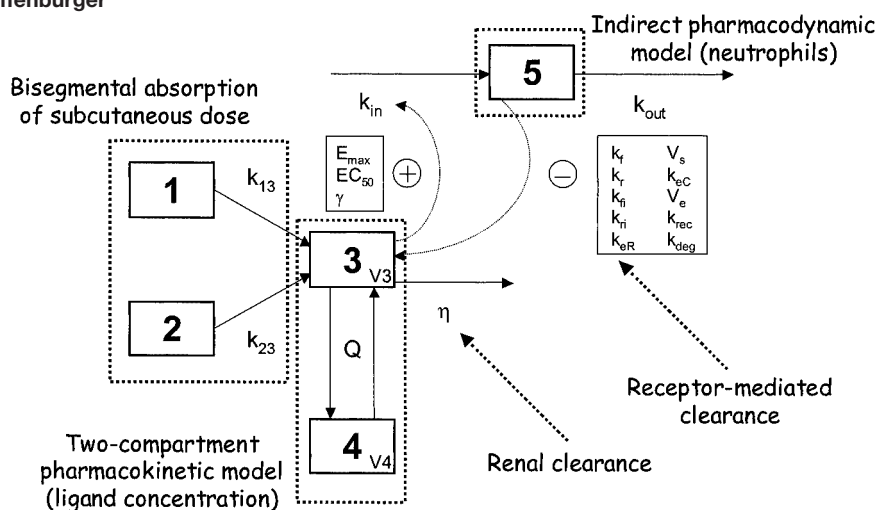 Indirect pharmacodynamic
model (neutrophils)
5
k_in
k_out
Bisegmental absorption
of subcutaneous dose
1
k_13
2
k_23
E_max
EC_50
γ
+
−
k_f V_s
k_r k_eC
k_fi V_e
k_ri k_rec
k_eR k_deg
3 V3
η
Q
4 V4
Receptor-mediated
clearance
Renal clearance
Two-compartment
pharmacokinetic model
(ligand concentration)